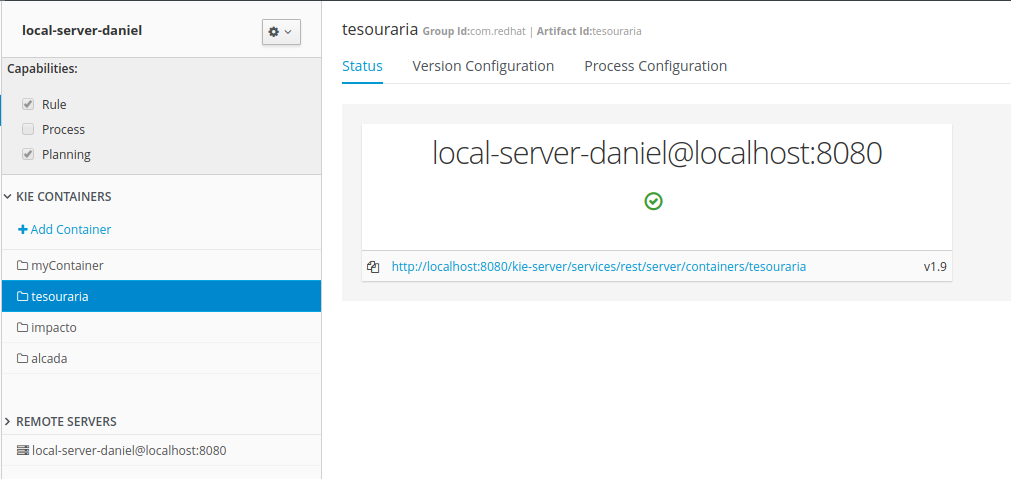 local-server-daniel
Capabilities:
Rule
Process
Planning
KIE CONTAINERS
Add Container
myContainer
tesouraria
impacto
alcada
REMOTE SERVERS
local-server-daniel@localhost:8080
tesouraria Group Id:com.redhat | Artifact Id:tesouraria
Status Version Configuration Process Configuration
local-server-daniel@localhost:8080
http://localhost:8080/kie-server/services/rest/server/containers/tesouraria v1.9